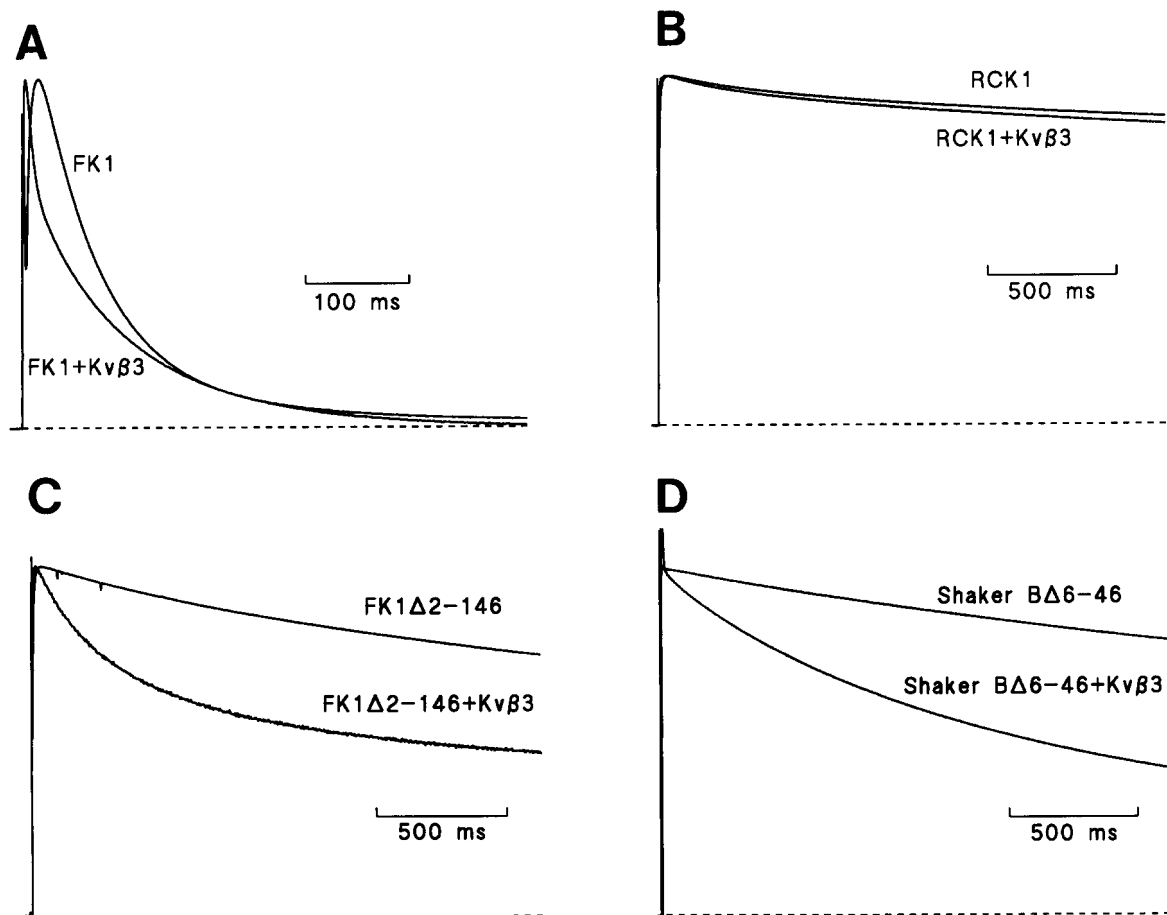 A
FK1
100 ms
FK1+Kvβ3
B
RCK1
RCK1+Kvβ3
500 ms
C
FK1Δ2-146
FK1Δ2-146+Kvβ3
500 ms
D
Shaker BΔ6-46
Shaker BΔ6-46+Kvβ3
500 ms